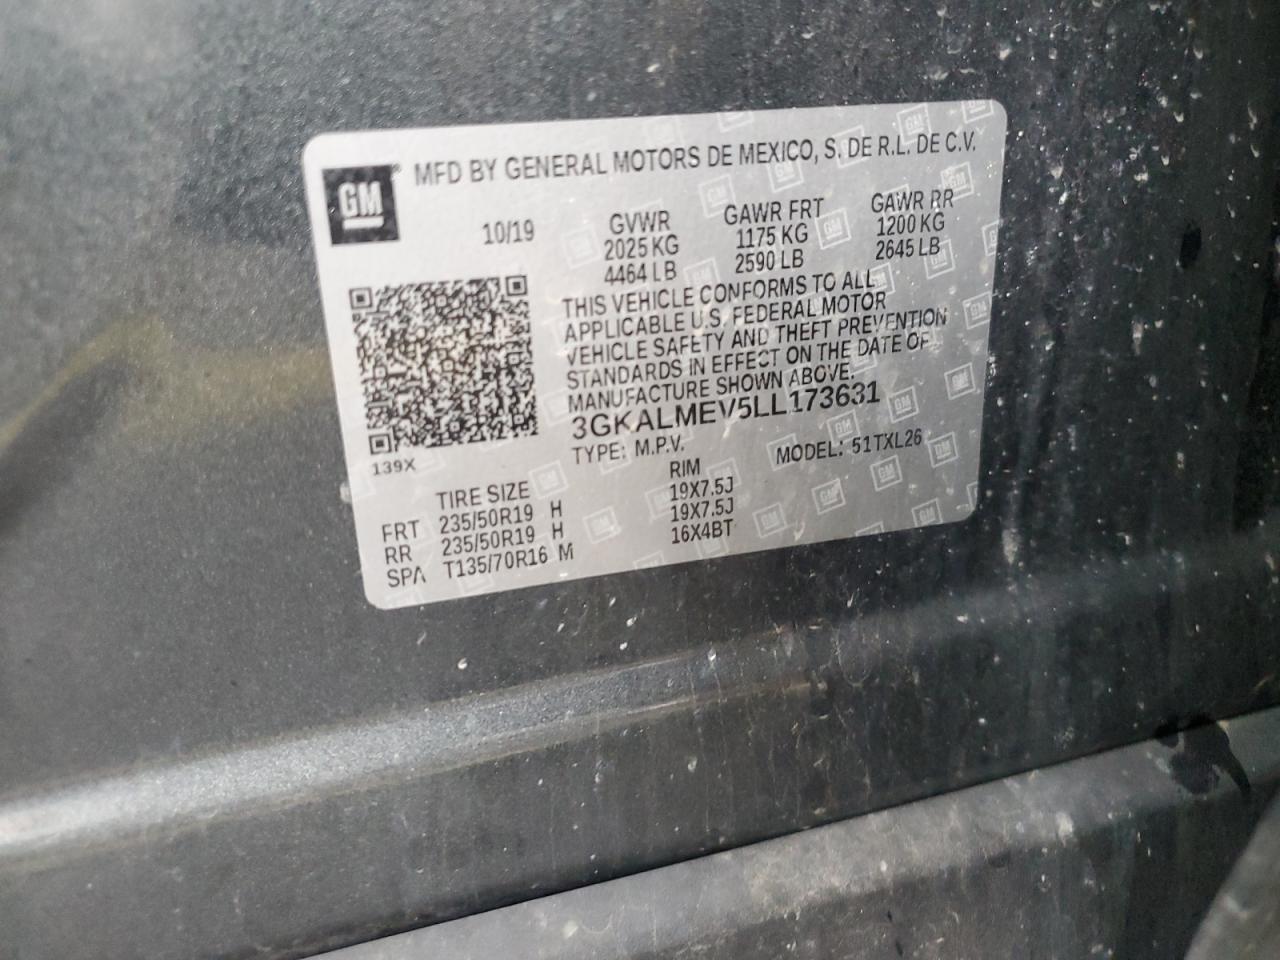 GM
MFD BY GENERAL MOTORS DE MEXICO, S. DE R.L. DE C.V.
10/19 GVWR GAWR FRT GAWR RR
2025 KG 1175 KG 1200 KG
4464 LB 2590 LB 2645 LB
THIS VEHICLE CONFORMS TO ALL
APPLICABLE U.S. FEDERAL MOTOR
VEHICLE SAFETY AND THEFT PREVENTION
STANDARDS IN EFFECT ON THE DATE OF
MANUFACTURE SHOWN ABOVE.
3GKALMEV5LL173631
TYPE: M.P.V. MODEL: 51TXL26
139X
TIRE SIZE RIM
FRT 235/50R19 H 19X7.5J
RR 235/50R19 H 19X7.5J
SPA T135/70R16 M 16X4BT